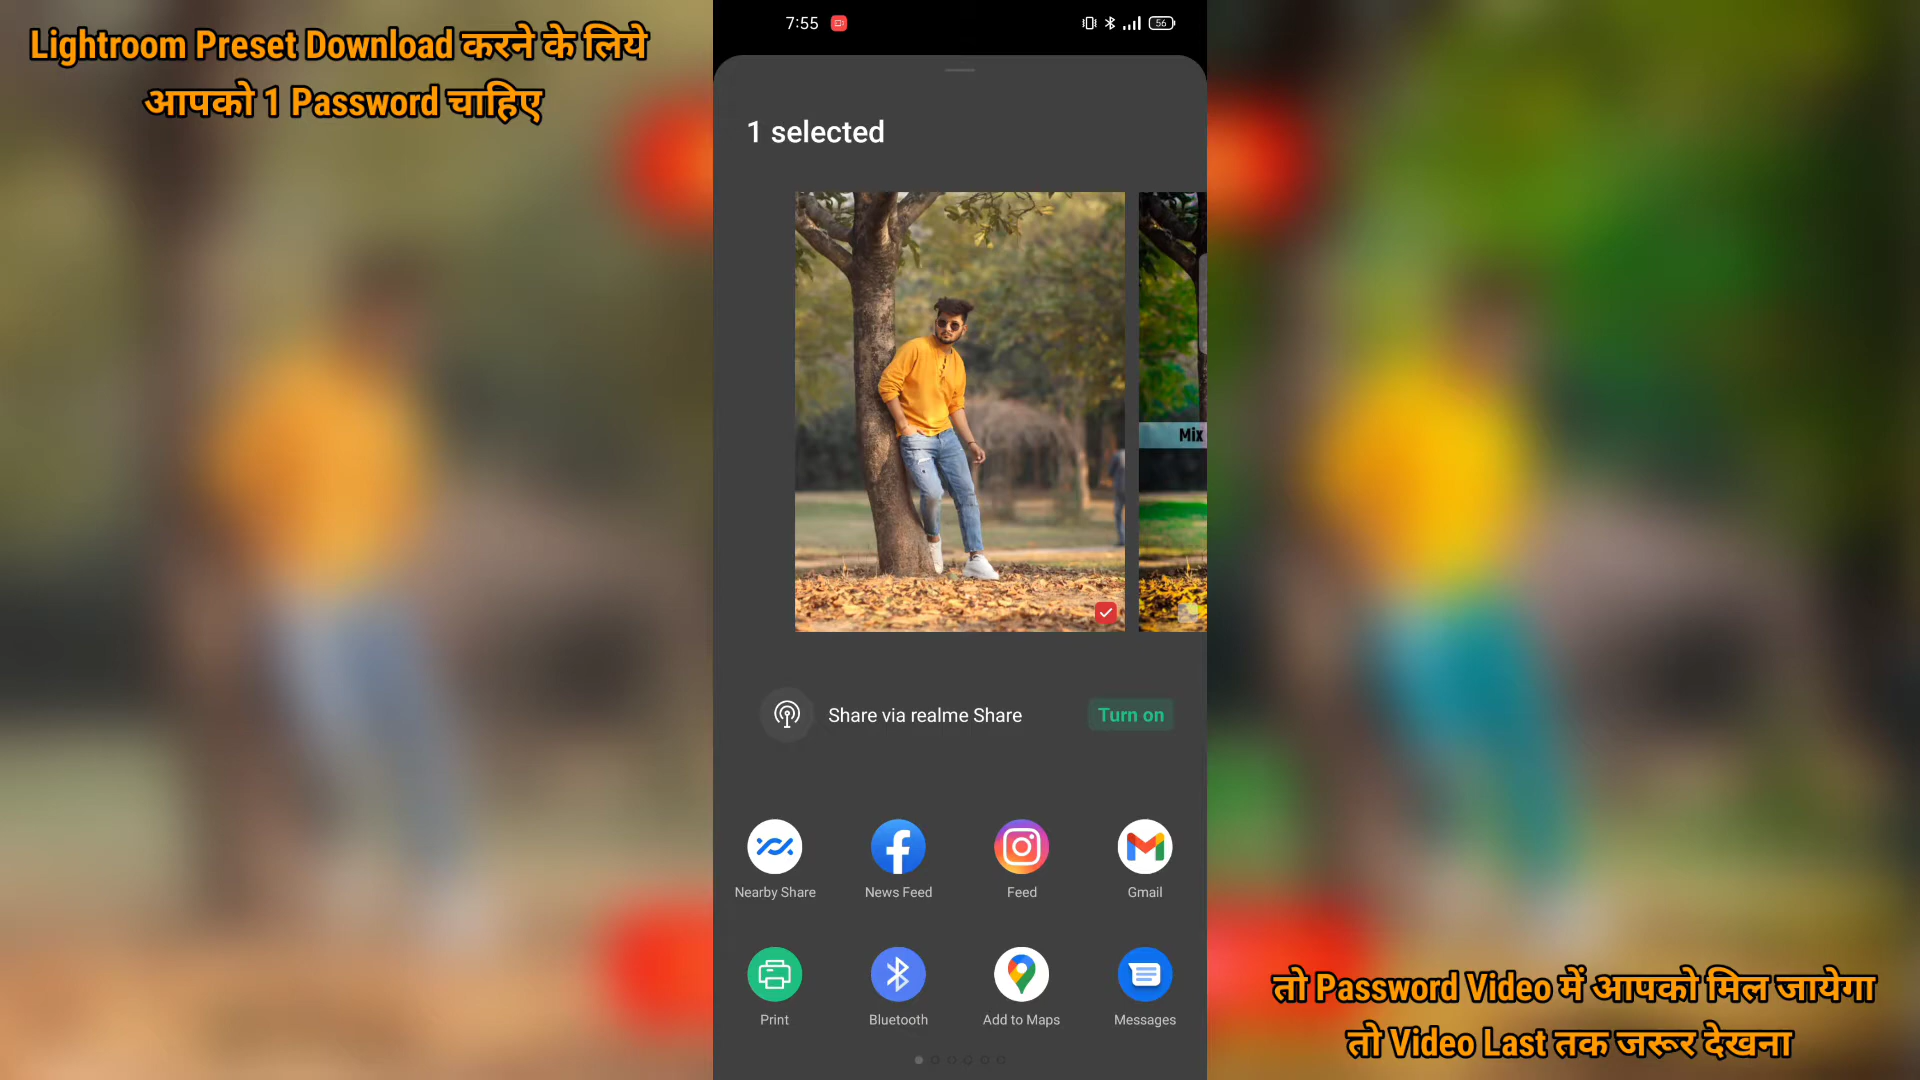 Lightroom Preset Download करने के लिये
आपको 1 Password चाहिए
7:55
56
1 selected
Mix
Share via realme Share
Turn on
Nearby Share
News Feed
Feed
Gmail
Print
Bluetooth
Add to Maps
Messages
तो Password Video में आपको मिल जायेगा
तो Video Last तक जरूर देखना